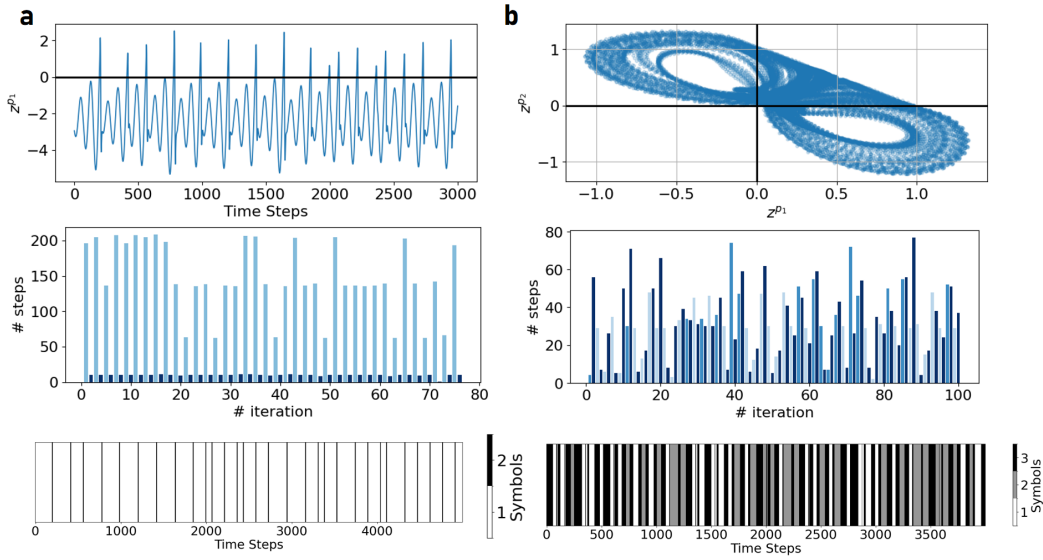 a
2
0
−2
−4
z^{p_1}
0 500 1000 1500 2000 2500 3000
Time Steps
b
1
0
−1
z^{p_2}
−1.0 −0.5 0.0 0.5 1.0
z^{p_1}
200
150
100
50
0
# steps
0 10 20 30 40 50 60 70 80
# iteration
80
60
40
20
0
# steps
0 20 40 60 80 100
# iteration
0 1000 2000 3000 4000
Time Steps
2
1
Symbols
0 500 1000 1500 2000 2500 3000 3500
Time Steps
3
2
1
Symbols